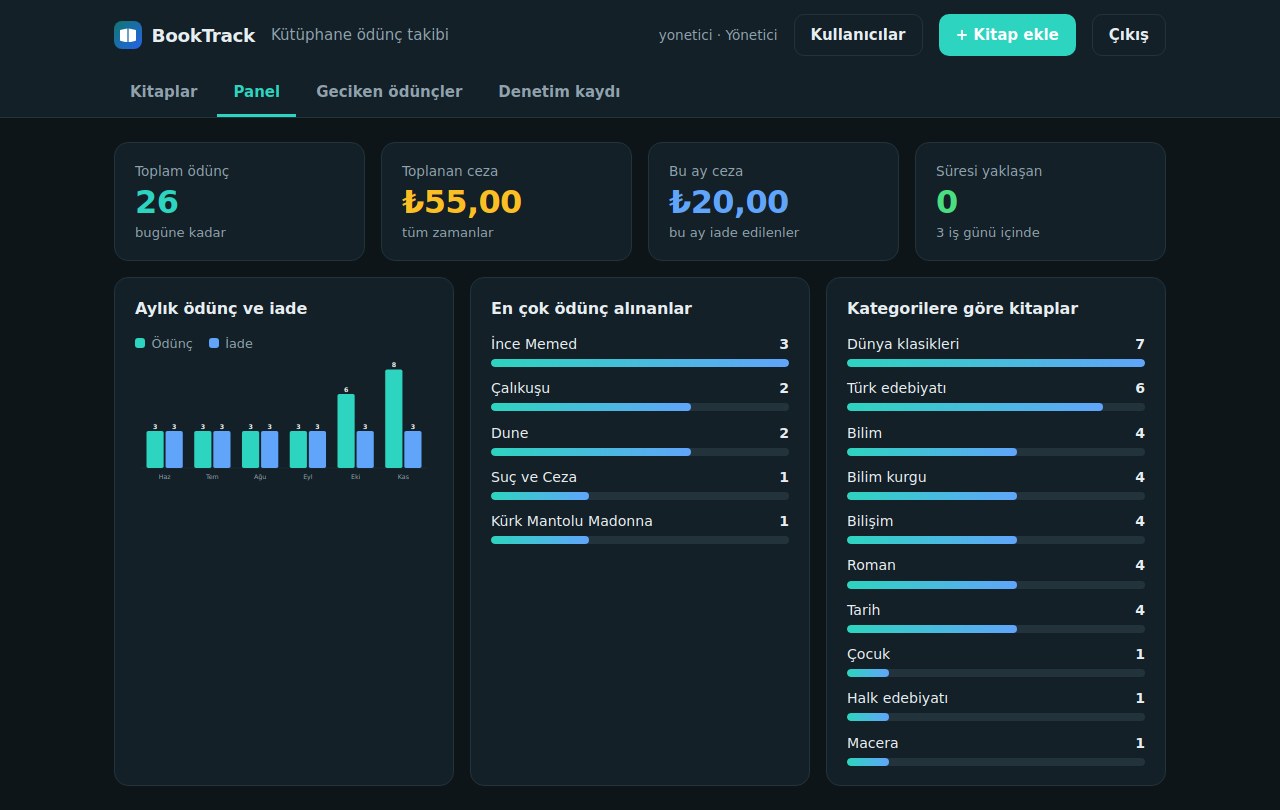 BookTrack Kütüphane ödünç takibi yonetici · Yönetici Kullanıcılar + Kitap ekle Çıkış
Kitaplar Panel Geciken ödünçler Denetim kaydı
Toplam ödünç
26
bugüne kadar
Toplanan ceza
₺55,00
tüm zamanlar
Bu ay ceza
₺20,00
bu ay iade edilenler
Süresi yaklaşan
0
3 iş günü içinde
Aylık ödünç ve iade
Ödünç İade
3 3 3 3 3 3 3 3 6 3 8 3
Haz Tem Ağu Eyl Eki Kas
En çok ödünç alınanlar
İnce Memed 3
Çalıkuşu 2
Dune 2
Suç ve Ceza 1
Kürk Mantolu Madonna 1
Kategorilere göre kitaplar
Dünya klasikleri 7
Türk edebiyatı 6
Bilim 4
Bilim kurgu 4
Bilişim 4
Roman 4
Tarih 4
Çocuk 1
Halk edebiyatı 1
Macera 1